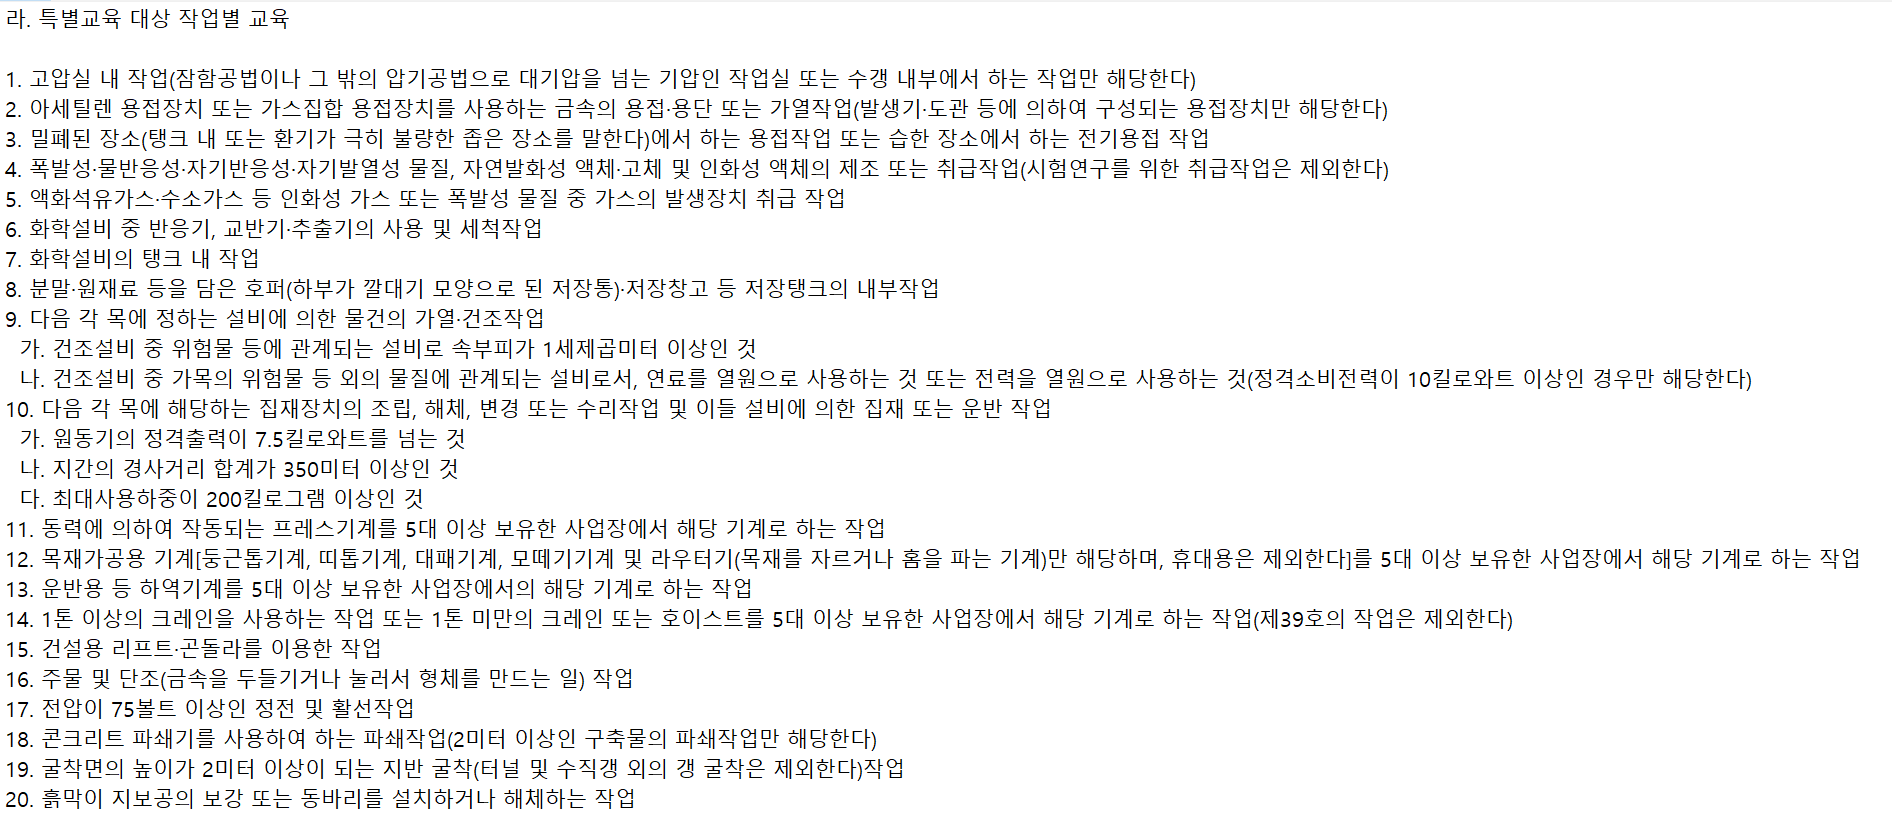 라. 특별교육 대상 작업별 교육
1. 고압실 내 작업(잠함공법이나 그 밖의 압기공법으로 대기압을 넘는 기압인 작업실 또는 수갱 내부에서 하는 작업만 해당한다)
2. 아세틸렌 용접장치 또는 가스집합 용접장치를 사용하는 금속의 용접·용단 또는 가열작업(발생기·도관 등에 의하여 구성되는 용접장치만 해당한다)
3. 밀폐된 장소(탱크 내 또는 환기가 극히 불량한 좁은 장소를 말한다)에서 하는 용접작업 또는 습한 장소에서 하는 전기용접 작업
4. 폭발성·물반응성·자기반응성·자기발열성 물질, 자연발화성 액체·고체 및 인화성 액체의 제조 또는 취급작업(시험연구를 위한 취급작업은 제외한다)
5. 액화석유가스·수소가스 등 인화성 가스 또는 폭발성 물질 중 가스의 발생장치 취급 작업
6. 화학설비 중 반응기, 교반기·추출기의 사용 및 세척작업
7. 화학설비의 탱크 내 작업
8. 분말·원재료 등을 담은 호퍼(하부가 깔대기 모양으로 된 저장통)·저장창고 등 저장탱크의 내부작업
9. 다음 각 목에 정하는 설비에 의한 물건의 가열·건조작업
가. 건조설비 중 위험물 등에 관계되는 설비로 속부피가 1세제곱미터 이상인 것
나. 건조설비 중 가목의 위험물 등 외의 물질에 관계되는 설비로서, 연료를 열원으로 사용하는 것 또는 전력을 열원으로 사용하는 것(정격소비전력이 10킬로와트 이상인 경우만 해당한다)
10. 다음 각 목에 해당하는 집재장치의 조립, 해체, 변경 또는 수리작업 및 이들 설비에 의한 집재 또는 운반 작업
가. 원동기의 정격출력이 7.5킬로와트를 넘는 것
나. 지간의 경사거리 합계가 350미터 이상인 것
다. 최대사용하중이 200킬로그램 이상인 것
11. 동력에 의하여 작동되는 프레스기계를 5대 이상 보유한 사업장에서 해당 기계로 하는 작업
12. 목재가공용 기계[둥근톱기계, 띠톱기계, 대패기계, 모떼기기계 및 라우터기(목재를 자르거나 홈을 파는 기계)만 해당하며, 휴대용은 제외한다]를 5대 이상 보유한 사업장에서 해당 기계로 하는 작업
13. 운반용 등 하역기계를 5대 이상 보유한 사업장에서의 해당 기계로 하는 작업
14. 1톤 이상의 크레인을 사용하는 작업 또는 1톤 미만의 크레인 또는 호이스트를 5대 이상 보유한 사업장에서 해당 기계로 하는 작업(제39호의 작업은 제외한다)
15. 건설용 리프트·곤돌라를 이용한 작업
16. 주물 및 단조(금속을 두들기거나 눌러서 형체를 만드는 일) 작업
17. 전압이 75볼트 이상인 정전 및 활선작업
18. 콘크리트 파쇄기를 사용하여 하는 파쇄작업(2미터 이상인 구축물의 파쇄작업만 해당한다)
19. 굴착면의 높이가 2미터 이상이 되는 지반 굴착(터널 및 수직갱 외의 갱 굴착은 제외한다)작업
20. 흙막이 지보공의 보강 또는 동바리를 설치하거나 해체하는 작업